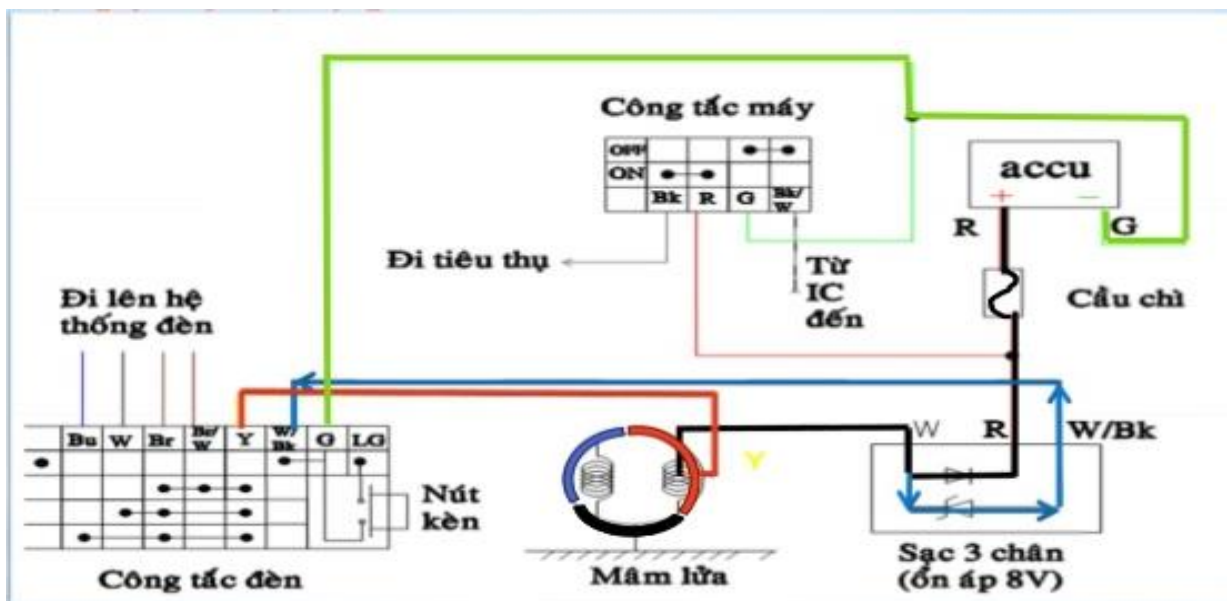 Công tắc máy
OFF
ON
Bk R G Bk/
W
accu
+ -
R G
Đi tiêu thụ
Từ
IC
đến
Cầu chì
Đi lên hệ
thống đèn
Bu W Br Br/
W Y W/
Bk G LG
W R W/Bk
Y
Nút
kèn
Công tắc đèn
Mâm lửa
Sạc 3 chân
(ổn áp 8V)